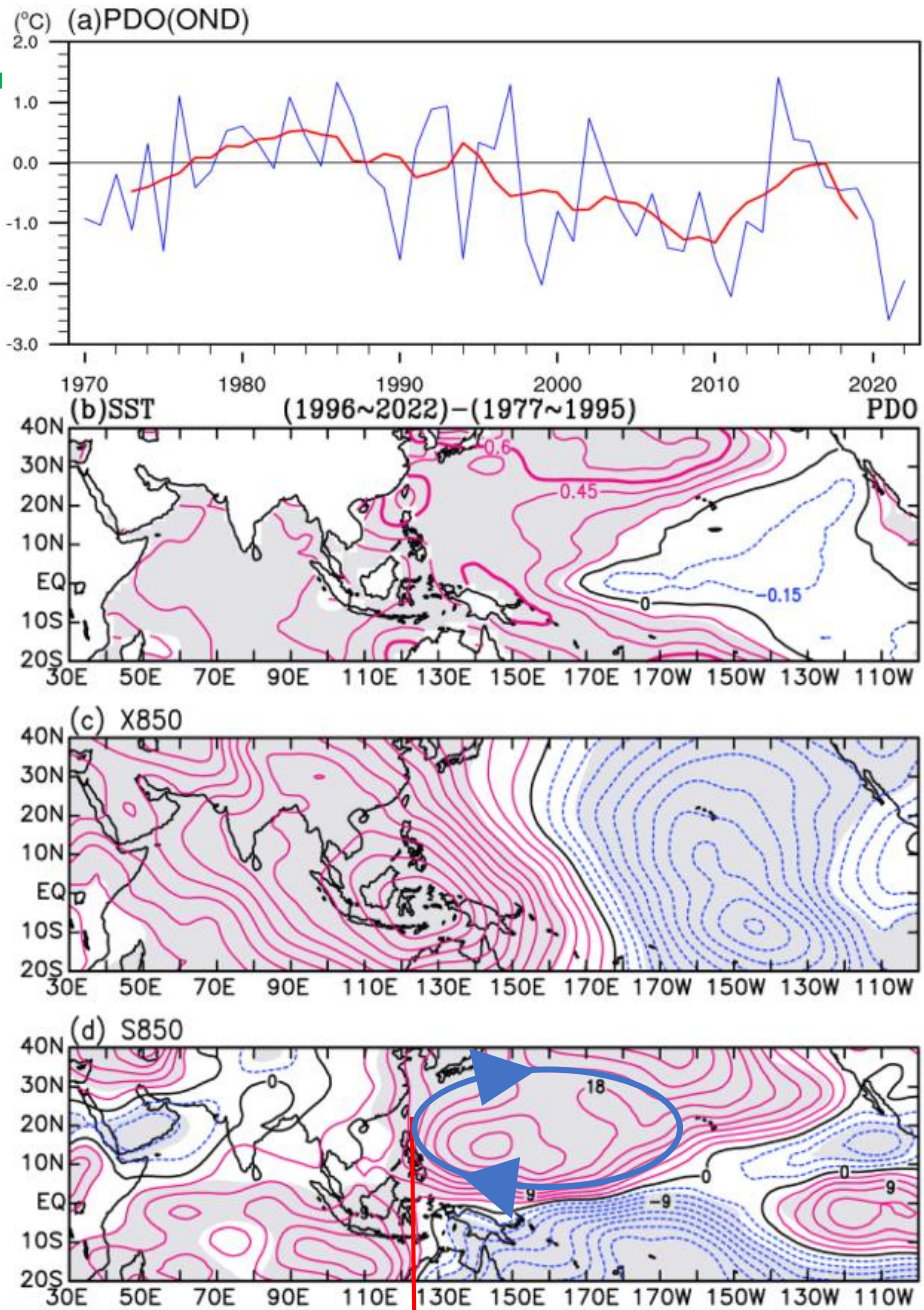 (°C) (a)PDO(OND)
2.0
1.0
0.0
-1.0
-2.0
-3.0
1970 1980 1990 2000 2010 2020
(b)SST (1996~2022)-(1977~1995) PDO
40N
30N
20N
10N
EQ
10S
20S
0.6
0.45
0
-0.15
30E 50E 70E 90E 110E 130E 150E 170E 170W 150W 130W 110W
(c) X850
40N
30N
20N
10N
EQ
10S
20S
30E 50E 70E 90E 110E 130E 150E 170E 170W 150W 130W 110W
(d) S850
40N
30N
20N
10N
EQ
10S
20S
0
18
0
0
9
9
-9
9
30E 50E 70E 90E 110E 130E 150E 170E 170W 150W 130W 110W